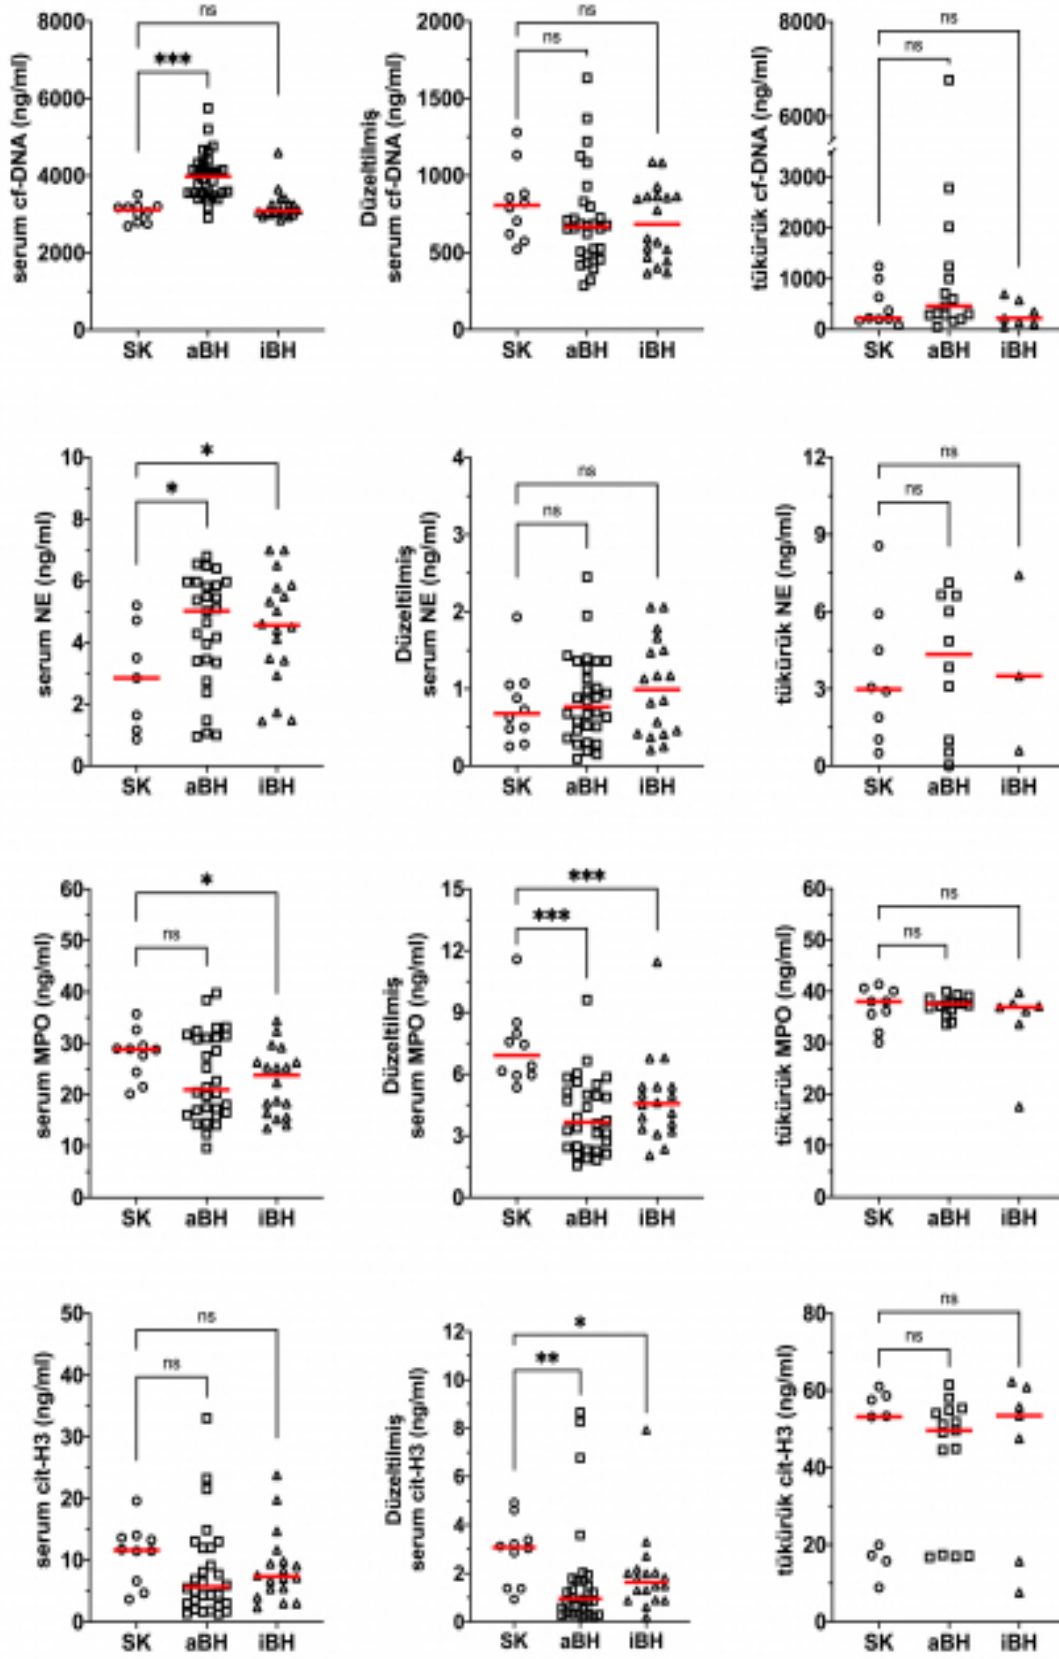 serum cf-DNA (ng/ml)
8000
6000
4000
2000
0
ns
***
SK aBH iBH
Düzeltilmiş
serum cf-DNA (ng/ml)
2000
1500
1000
500
0
ns
ns
SK aBH iBH
tükürük cf-DNA (ng/ml)
8000
6000
3000
2000
1000
0
ns
ns
SK aBH iBH
serum NE (ng/ml)
10
8
6
4
2
0
*
*
SK aBH iBH
Düzeltilmiş
serum NE (ng/ml)
4
3
2
1
0
ns
ns
SK aBH iBH
tükürük NE (ng/ml)
12
9
6
3
0
ns
ns
SK aBH iBH
serum MPO (ng/ml)
60
50
40
30
20
10
0
*
ns
SK aBH iBH
Düzeltilmiş
serum MPO (ng/ml)
15
12
9
6
3
0
***
***
SK aBH iBH
tükürük MPO (ng/ml)
60
50
40
30
20
10
0
ns
ns
SK aBH iBH
serum cit-H3 (ng/ml)
50
40
30
20
10
0
ns
ns
SK aBH iBH
Düzeltilmiş
serum cit-H3 (ng/ml)
12
10
8
6
4
2
0
*
**
SK aBH iBH
tükürük cit-H3 (ng/ml)
80
60
40
20
0
ns
ns
SK aBH iBH